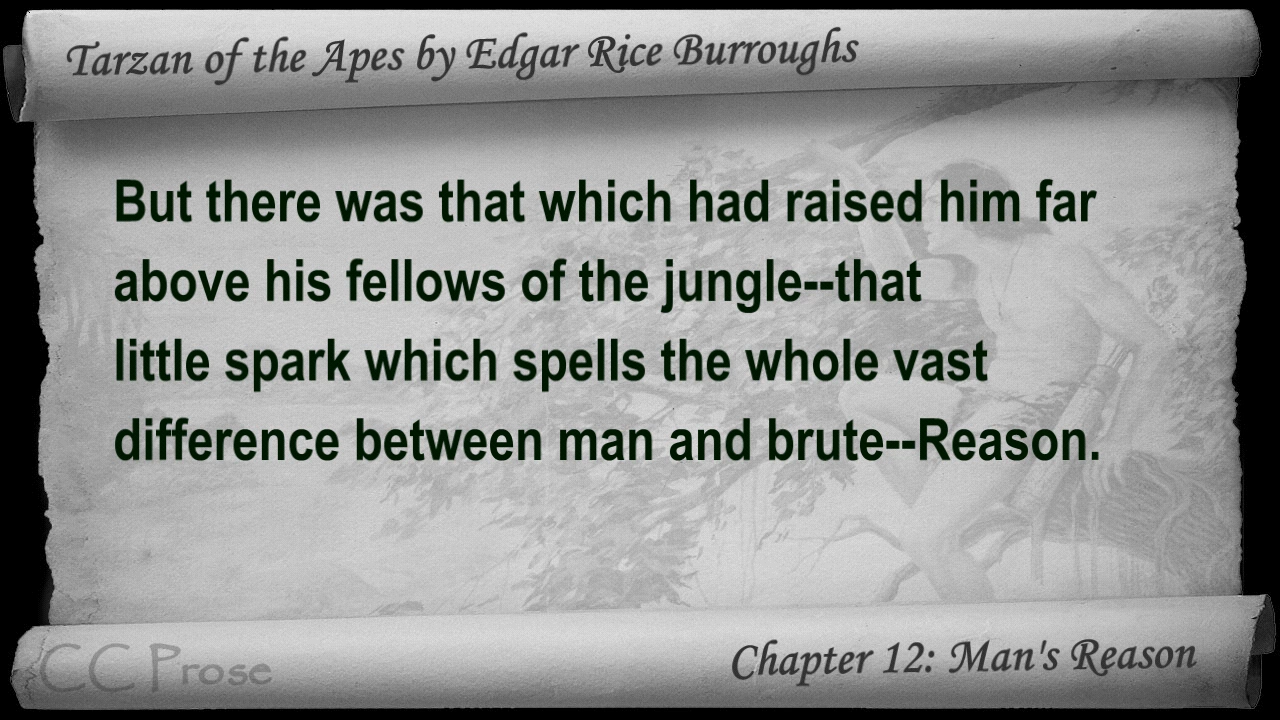 Tarzan of the Apes by Edgar Rice Burroughs
But there was that which had raised him far
above his fellows of the jungle--that
little spark which spells the whole vast
difference between man and brute--Reason.
CC Prose
Chapter 12: Man's Reason